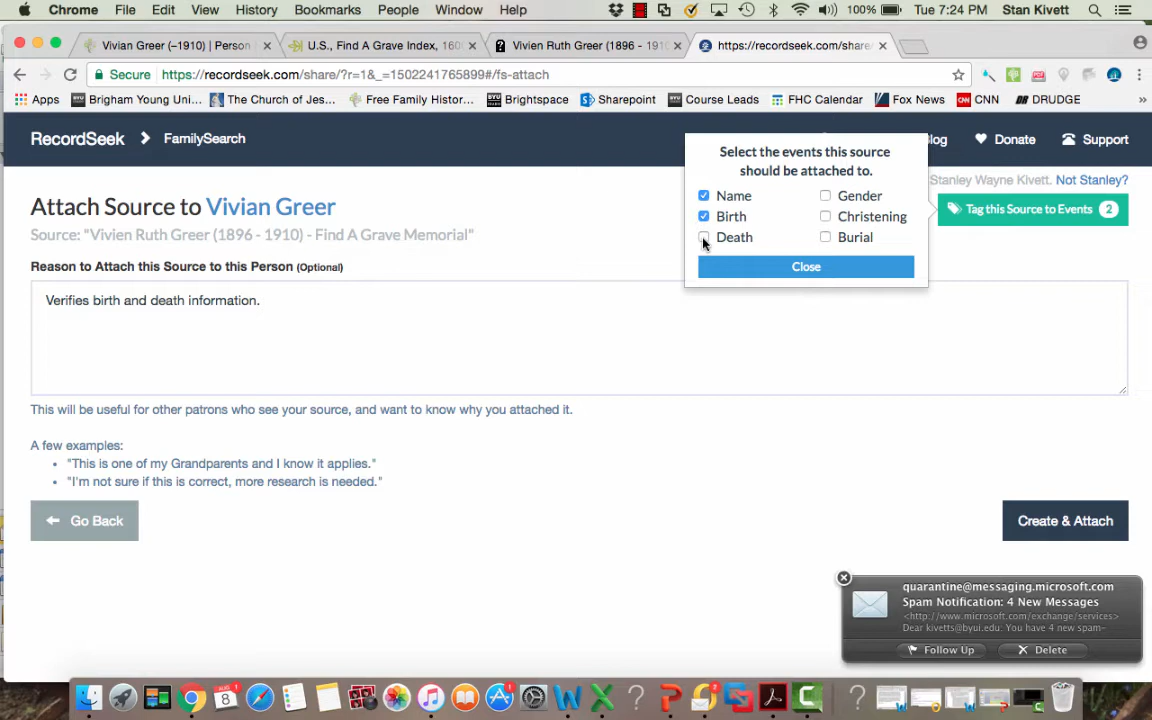 Chrome File Edit View History Bookmarks People Window Help 100% Tue 7:24 PM Stan Kivett
Vivian Greer (–1910) | Person
U.S., Find A Grave Index, 160
Vivien Ruth Greer (1896 - 191
https://recordseek.com/share
Secure https://recordseek.com/share/?r=1&_=1502241765899#/fs-attach
Apps Brigham Young Uni... The Church of Jes... Free Family Histor... Brightspace Sharepoint Course Leads FHC Calendar Fox News CNN DRUDGE »
RecordSeek FamilySearch
log Donate Support
Stanley Wayne Kivett. Not Stanley?
Attach Source to Vivian Greer
Tag this Source to Events 2
Source: "Vivien Ruth Greer (1896 - 1910) - Find A Grave Memorial"
Select the events this source
should be attached to.
Name Gender
Birth Christening
Death Burial
Close
Reason to Attach this Source to this Person (Optional)
Verifies birth and death information.
This will be useful for other patrons who see your source, and want to know why you attached it.
A few examples:
• "This is one of my Grandparents and I know it applies."
• "I'm not sure if this is correct, more research is needed."
Go Back
Create & Attach
quarantine@messaging.microsoft.com
Spam Notification: 4 New Messages
<http://www.microsoft.com/exchange/services>
Dear kivetts@byui.edu: You have 4 new spam-
Follow Up Delete